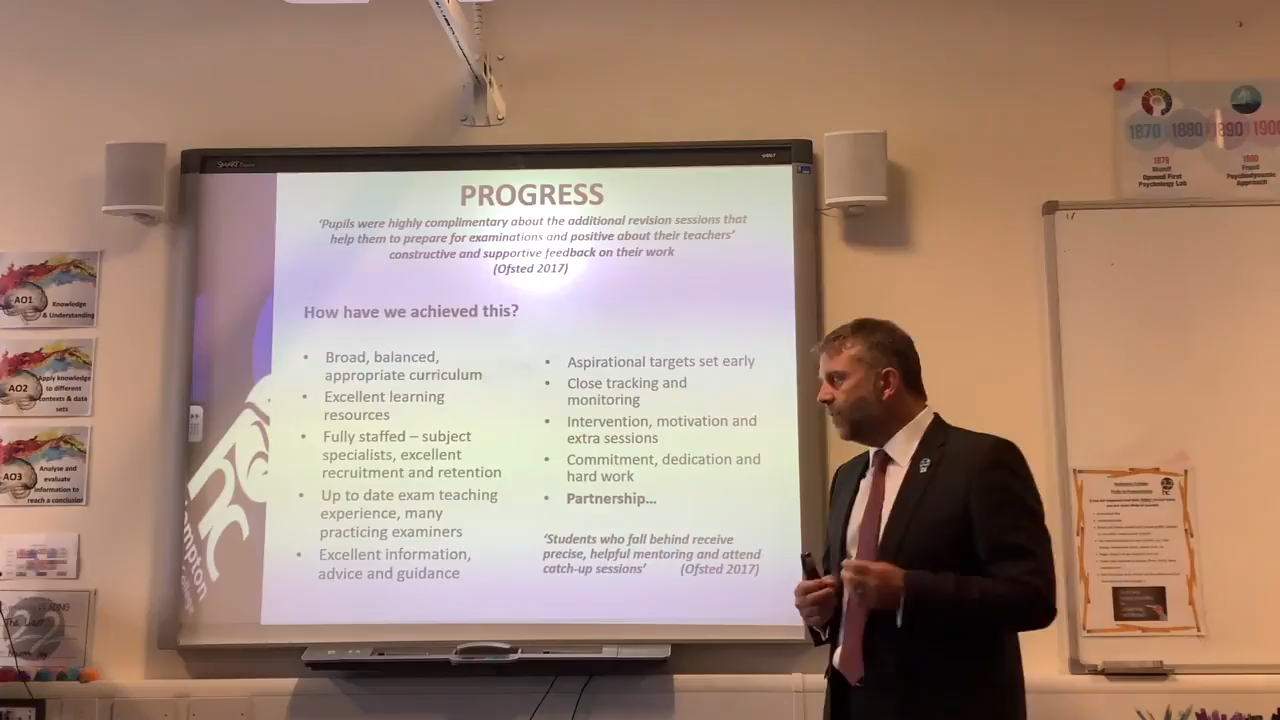 SMART
PROGRESS
'Pupils were highly complimentary about the additional revision sessions that
help them to prepare for examinations and positive about their teachers'
constructive and supportive feedback on their work
(Ofsted 2017)
How have we achieved this?
• Broad, balanced,
appropriate curriculum
• Excellent learning
resources
• Fully staffed – subject
specialists, excellent
recruitment and retention
• Up to date exam teaching
experience, many
practicing examiners
• Excellent information,
advice and guidance
• Aspirational targets set early
• Close tracking and
monitoring
• Intervention, motivation and
extra sessions
• Commitment, dedication and
hard work
• Partnership...
'Students who fall behind receive
precise, helpful mentoring and attend
catch-up sessions' (Ofsted 2017)
ampton
college
AO1
Knowledge
& Understanding
AO2
Apply knowledge
to different
contexts & data
sets
AO3
Analyse and
evaluate
information to
reach a conclusion
1870 1880 1890 1900
1879
Wundt
Opened First
Psychology Lab
1900
Freud
Psychodynamic
Approach